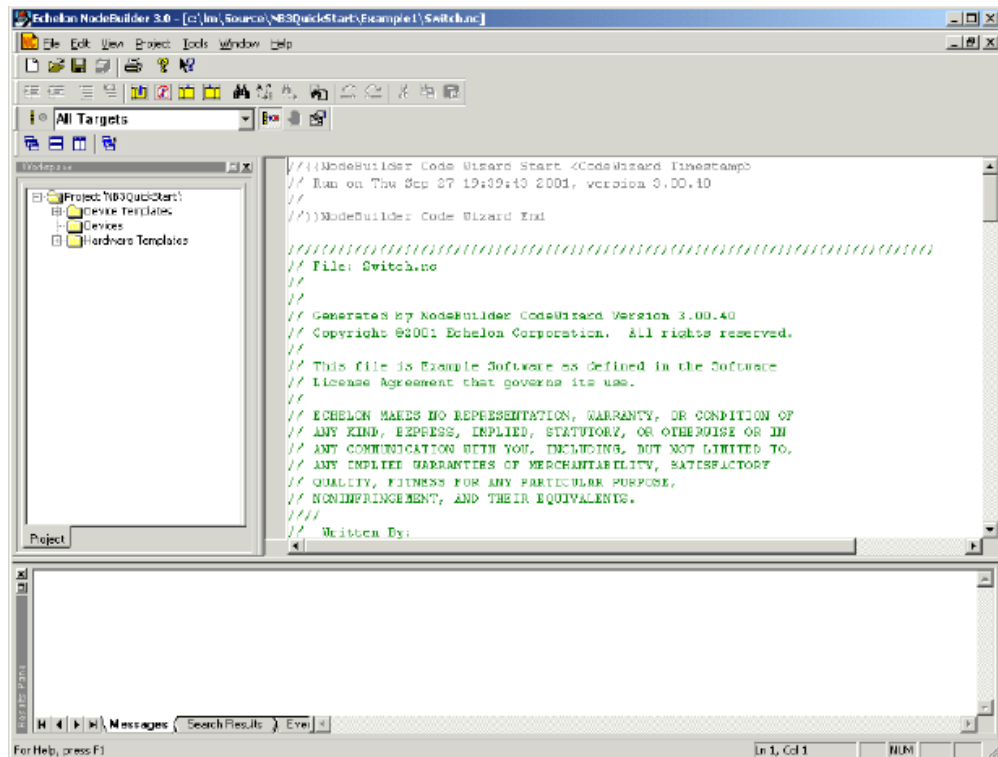 Echelon NodeBuilder 3.0 - [c:\lm\Source\NB3QuickStart\Example1\Switch.nc]
File Edit View Project Tools Window Help
All Targets
Workspace
Project 'NB3QuickStart'
Device Templates
Devices
Hardware Templates
Project
//{{NodeBuilder Code Wizard Start <CodeWizard Timestamp>
// Run on Thu Sep 27 19:39:43 2001, version 3.00.40
//
//}}NodeBuilder Code Wizard End
/////////////////////////////////////////////////////////////////////////////
// File: Switch.nc
//
//
// Generated by NodeBuilder CodeWizard Version 3.00.40
// Copyright ©2001 Echelon Corporation.  All rights reserved.
//
// This file is Example Software as defined in the Software
// License Agreement that governs its use.
//
// ECHELON MAKES NO REPRESENTATION, WARRANTY, OR CONDITION OF
// ANY KIND, EXPRESS, IMPLIED, STATUTORY, OR OTHERWISE OR IN
// ANY COMMUNICATION WITH YOU, INCLUDING, BUT NOT LIMITED TO,
// ANY IMPLIED WARRANTIES OF MERCHANTABILITY, SATISFACTORY
// QUALITY, FITNESS FOR ANY PARTICULAR PURPOSE,
// NONINFRINGEMENT, AND THEIR EQUIVALENTS.
////
//  Written By:
Results Pane
Messages Search Results Eve
For Help, press F1
Ln 1, Col 1
NUM